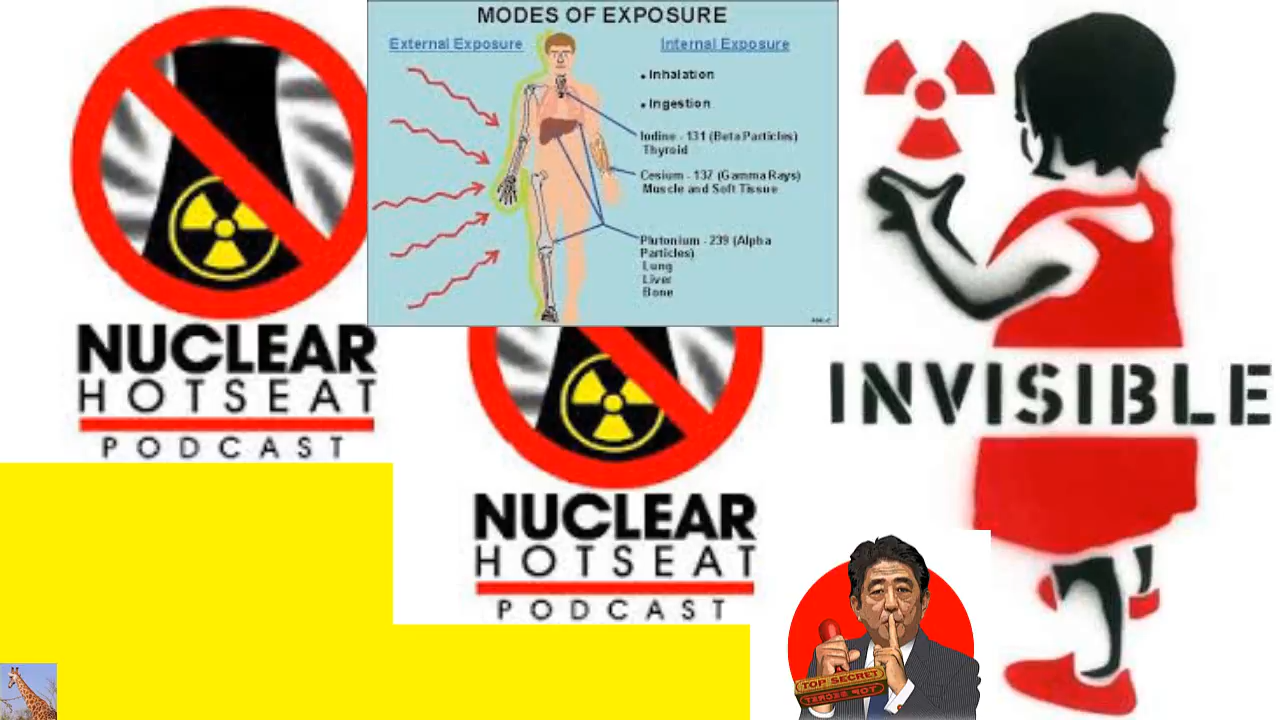 NUCLEAR
HOTSEAT
PODCAST
MODES OF EXPOSURE
External Exposure
Internal Exposure
• Inhalation
• Ingestion
Iodine - 131 (Beta Particles)
Thyroid
Cesium - 137 (Gamma Rays)
Muscle and Soft Tissue
Plutonium - 239 (Alpha
Particles)
Lung
Liver
Bone
NUCLEAR
HOTSEAT
PODCAST
INVISIBLE
TOP SECRET
TOP SECRET